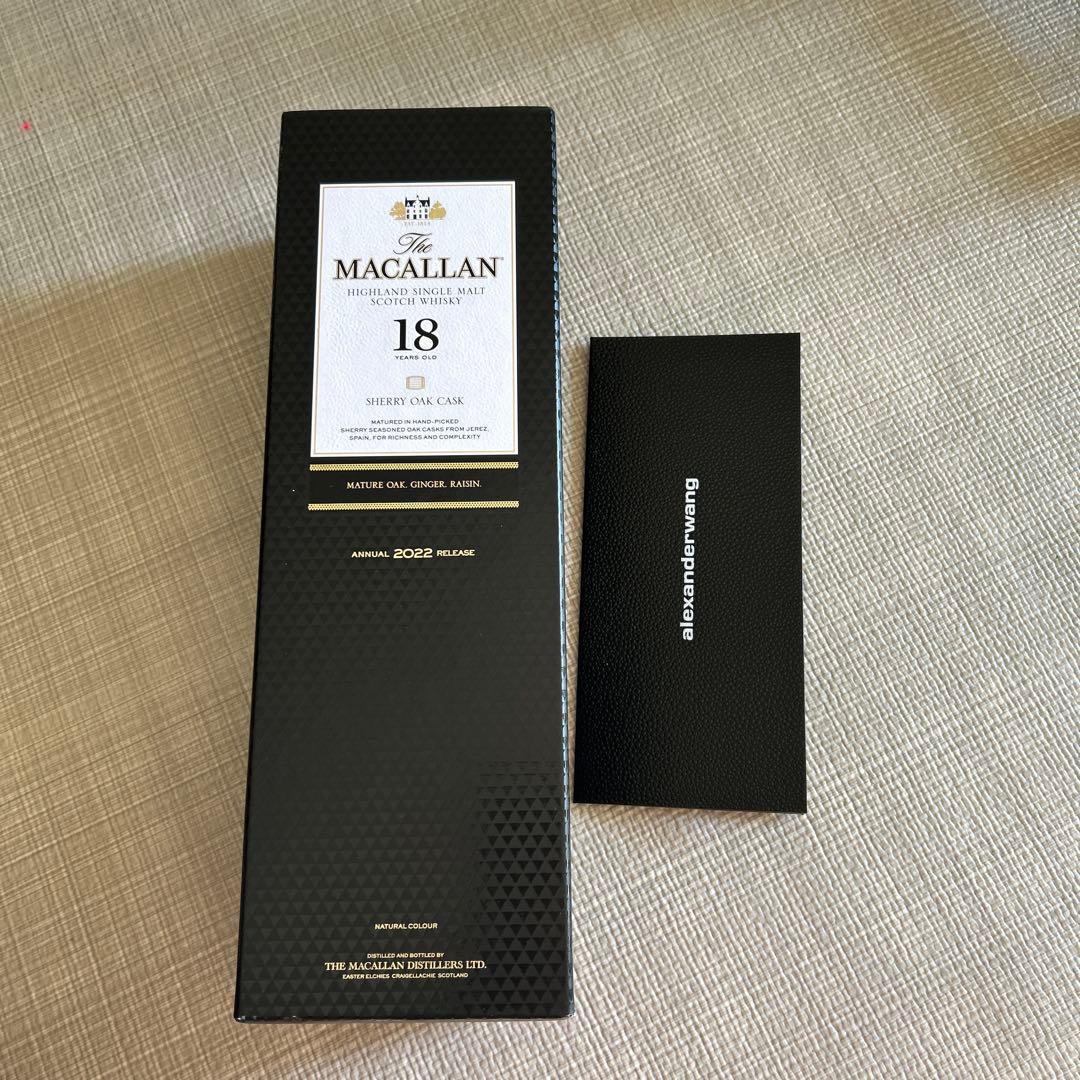 EST. 1824
The
MACALLAN
HIGHLAND SINGLE MALT
SCOTCH WHISKY
18
YEARS OLD
SHERRY OAK CASK
MATURED IN HAND-PICKED
SHERRY SEASONED OAK CASKS FROM JEREZ,
SPAIN, FOR RICHNESS AND COMPLEXITY
MATURE OAK. GINGER. RAISIN.
ANNUAL 2022 RELEASE
NATURAL COLOUR
DISTILLED AND BOTTLED BY
THE MACALLAN DISTILLERS LTD.
EASTER ELCHIES CRAIGELLACHIE SCOTLAND
alexanderwang